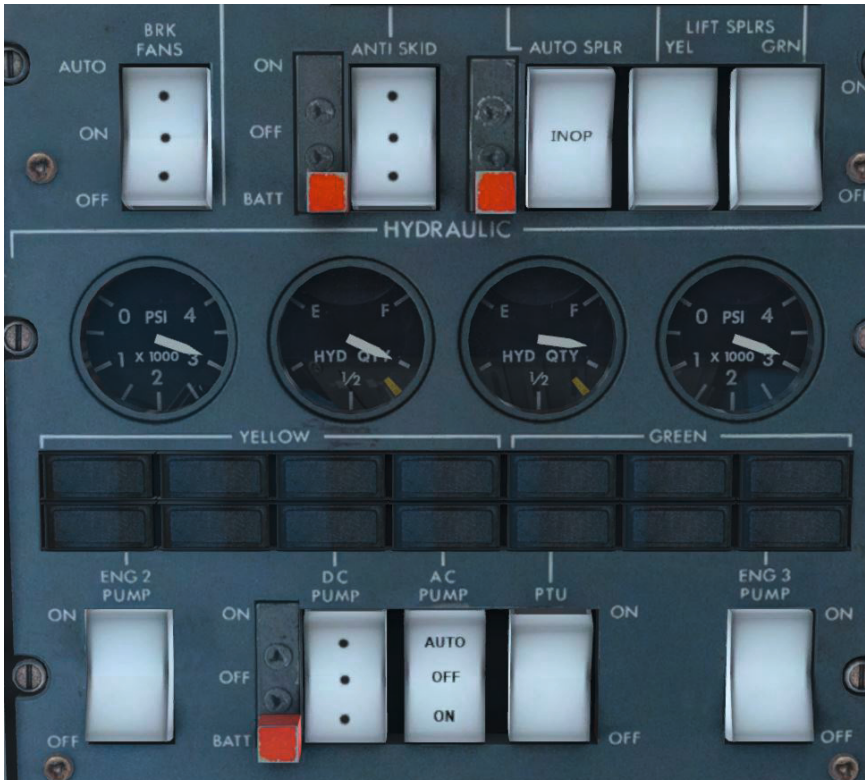 BRK
FANS
AUTO
ON
OFF
ON
OFF
BATT
ANTI SKID
AUTO SPLR
INOP
LIFT SPLRS
YEL GRN
ON
OFF
HYDRAULIC
0 PSI 4
1 X 1000 3
2
E F
HYD QTY
1/2
E F
HYD QTY
1/2
0 PSI 4
1 X 1000 3
2
YELLOW
GREEN
ENG 2
PUMP
ON
OFF
DC
PUMP
ON
OFF
BATT
AC
PUMP
AUTO
OFF
ON
PTU
ON
OFF
ENG 3
PUMP
ON
OFF